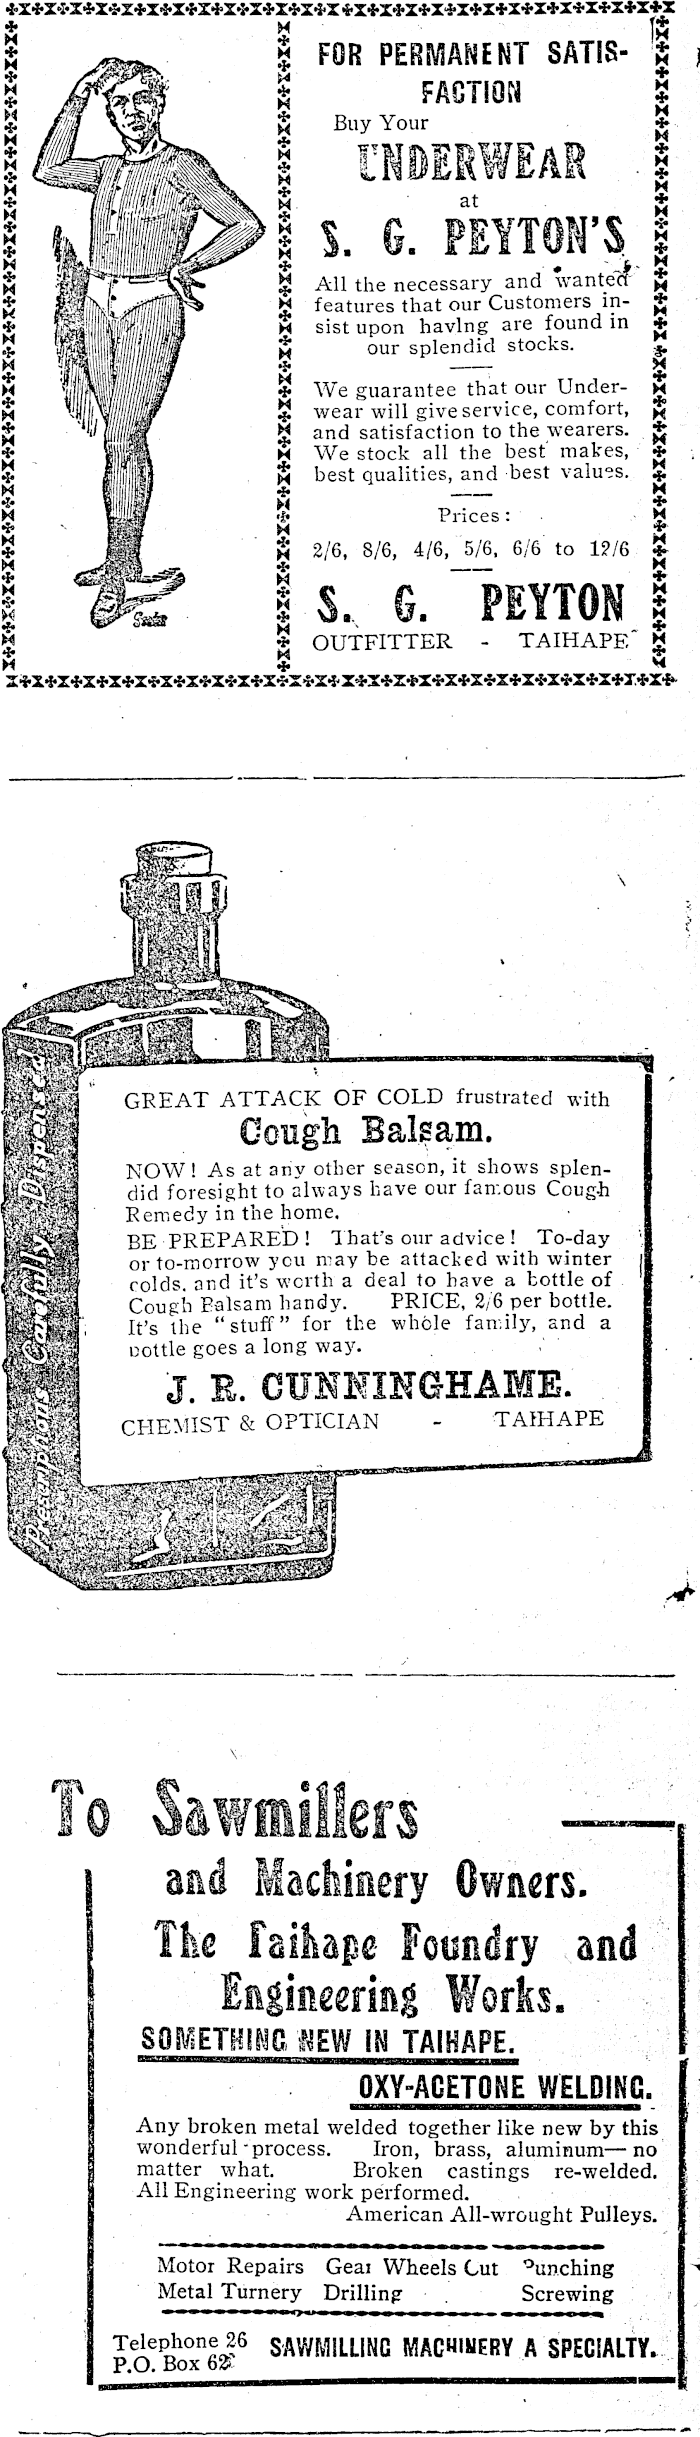 FOR PERMANENT SATIS-
FACTION
Buy Your
UNDERWEAR
at
S. G. PEYTON'S
All the necessary and wanted
features that our Customers in-
sist upon having are found in
our splendid stocks.
We guarantee that our Under-
wear will give service, comfort,
and satisfaction to the wearers.
We stock all the best makes,
best qualities, and best values.
Prices:
2/6, 3/6, 4/6, 5/6, 6/6 to 12/6
S. G. PEYTON
OUTFITTER - TAIHAPE
Prescriptions Carefully Dispensed
GREAT ATTACK OF COLD frustrated with
Cough Balsam.
NOW! As at any other season, it shows splen-
did foresight to always have our famous Cough
Remedy in the home.
BE PREPARED! That's our advice! To-day
or to-morrow you may be attacked with winter
colds, and it's worth a deal to have a bottle of
Cough Balsam handy. PRICE, 2/6 per bottle.
It's the "stuff" for the whole family, and a
bottle goes a long way.
J. R. CUNNINGHAME.
CHEMIST & OPTICIAN - TAIHAPE
To Sawmillers
and Machinery Owners.
The Taihape Foundry and
Engineering Works.
SOMETHING NEW IN TAIHAPE.
OXY-ACETONE WELDING.
Any broken metal welded together like new by this
wonderful process. Iron, brass, aluminum— no
matter what. Broken castings re-welded.
All Engineering work performed.
American All-wrought Pulleys.
Motor Repairs Gear Wheels Cut Punching
Metal Turnery Drilling Screwing
Telephone 26 SAWMILLING MACHINERY A SPECIALTY.
P.O. Box 62